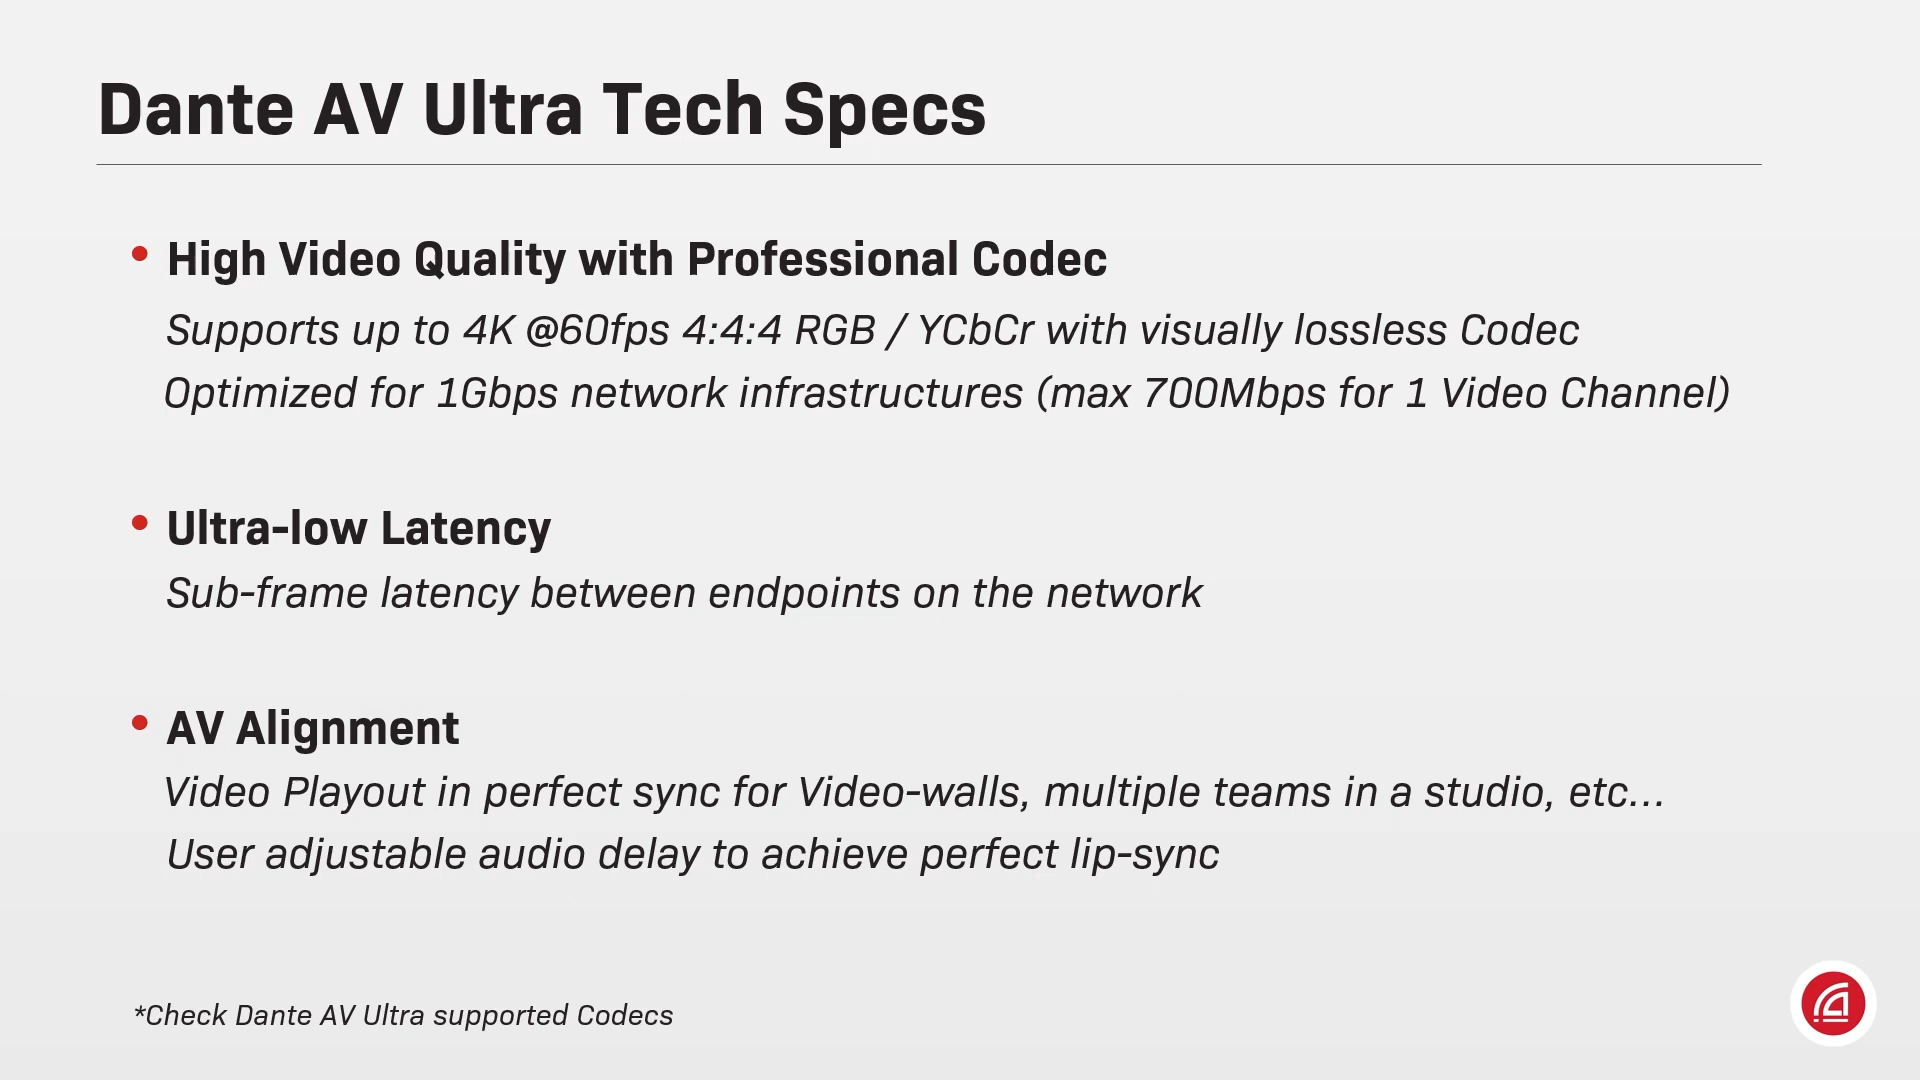 Dante AV Ultra Tech Specs
• High Video Quality with Professional Codec
Supports up to 4K @60fps 4:4:4 RGB / YCbCr with visually lossless Codec
Optimized for 1Gbps network infrastructures (max 700Mbps for 1 Video Channel)
• Ultra-low Latency
Sub-frame latency between endpoints on the network
• AV Alignment
Video Playout in perfect sync for Video-walls, multiple teams in a studio, etc...
User adjustable audio delay to achieve perfect lip-sync
*Check Dante AV Ultra supported Codecs